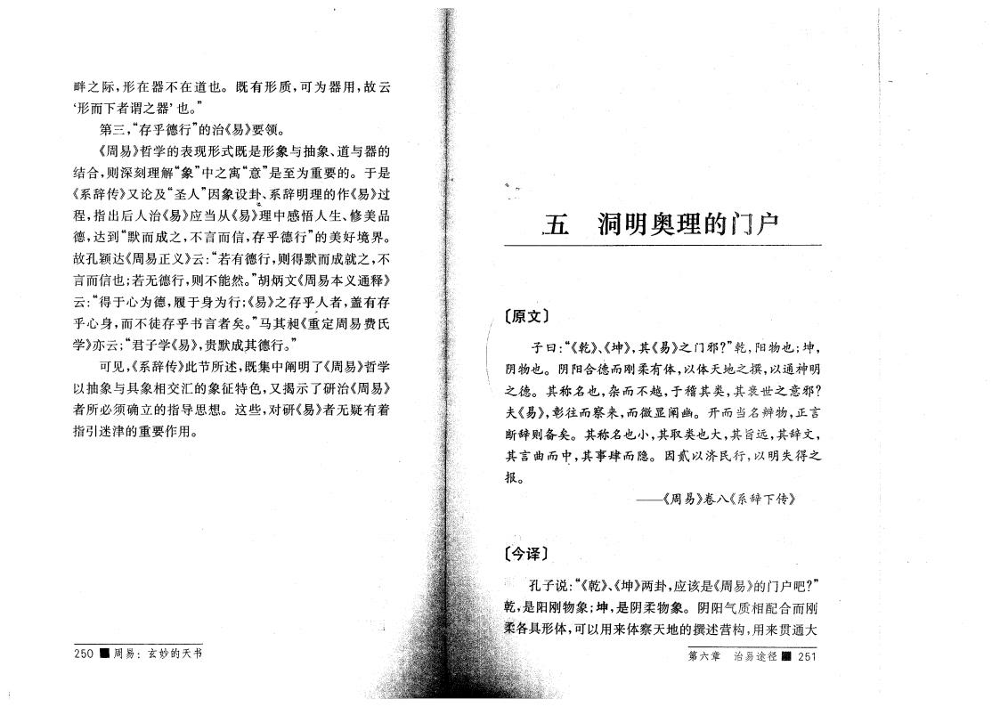 畔之际，形在器不在道也。既有形质，可为器用，故云
‘形而下者谓之器’也。”
第三，“存乎德行”的治《易》要领。
《周易》哲学的表现形式既是形象与抽象、道与器的
结合，则深刻理解“象”中之寓“意”是至为重要的。于是
《系辞传》又论及“圣人”因象设卦、系辞明理的作《易》过
程，指出后人治《易》应当从《易》理中感悟人生、修美品
德，达到“默而成之，不言而信，存乎德行”的美好境界。
故孔颖达《周易正义》云：“若有德行，则得默而成就之，不
言而信也；若无德行，则不能然。”胡炳文《周易本义通释》
云：“得于心为德，履于身为行；《易》之存乎人者，盖有存
乎心身，而不徒存乎书言者矣。”马其昶《重定周易费氏
学》亦云；“君子学《易》，贵默成其德行。”
可见，《系辞传》此节所述，既集中阐明了《周易》哲学
以抽象与具象相交汇的象征特色，又揭示了研治《周易》
者所必须确立的指导思想。这些，对研《易》者无疑有着
指引迷津的重要作用。
250 ■ 周易：玄妙的天书
五 洞明奥理的门户
〔原文〕
子曰：“《乾》、《坤》，其《易》之门邪？”乾，阳物也；坤，
阴物也。阴阳合德而刚柔有体，以体天地之撰，以通神明
之德。其称名也，杂而不越，于稽其类，其衰世之意邪？
夫《易》，彰往而察来，而微显阐幽。开而当名辨物，正言
断辞则备矣。其称名也小，其取类也大，其旨远，其辞文，
其言曲而中，其事肆而隐。因贰以济民行，以明失得之
报。
——《周易》卷八《系辞下传》
〔今译〕
孔子说：“《乾》、《坤》两卦，应该是《周易》的门户吧？”
乾，是阳刚物象；坤，是阴柔物象。阴阳气质相配合而刚
柔各具形体，可以用来体察天地的撰述营构，用来贯通大
第六章 治易途径 ■ 251